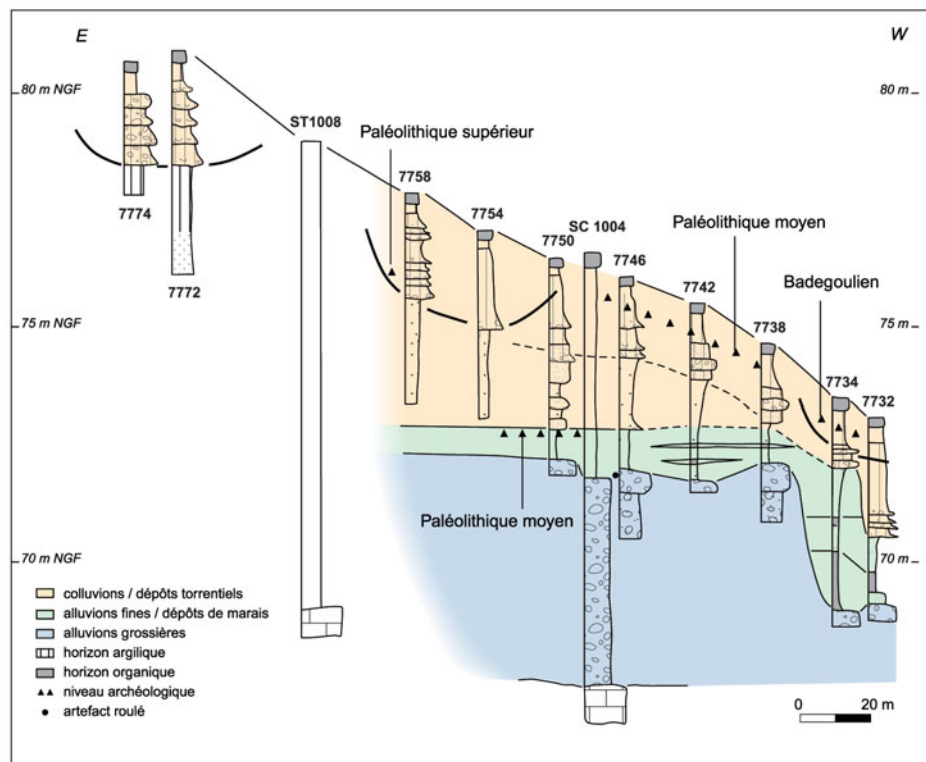 E
W
80 m NGF
80 m
ST1008
Paléolithique supérieur
7758
7774
7754
SC 1004
Paléolithique moyen
7750
7746
7772
7742
Badegoulien
75 m NGF
75 m
7738
7734
7732
Paléolithique moyen
70 m NGF
70 m
colluvions / dépôts torrentiels
alluvions fines / dépôts de marais
alluvions grossières
horizon argilique
horizon organique
niveau archéologique
artefact roulé
0 20 m